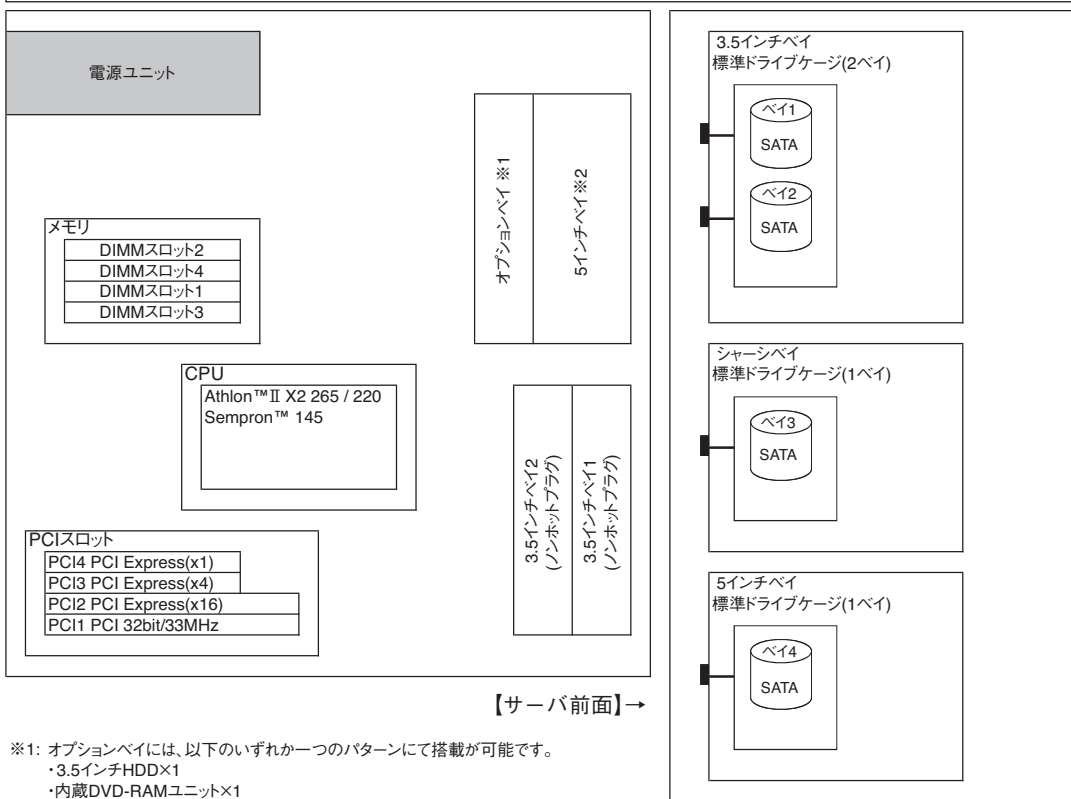 電源ユニット
オプションベイ ※1
5インチベイ※2
メモリ
DIMMスロット2
DIMMスロット4
DIMMスロット1
DIMMスロット3
CPU
Athlon™Ⅱ X2 265 / 220
Sempron™ 145
3.5インチベイ2
(ノンホットプラグ)
3.5インチベイ1
(ノンホットプラグ)
PCIスロット
PCI4 PCI Express(x1)
PCI3 PCI Express(x4)
PCI2 PCI Express(x16)
PCI1 PCI 32bit/33MHz
【サーバ前面】→
※1: オプションベイには、以下のいずれか一つのパターンにて搭載が可能です。
・3.5インチHDD×1
・内蔵DVD-RAMユニット×1
3.5インチベイ
標準ドライブケージ(2ベイ)
ベイ1
SATA
ベイ2
SATA
シャーシベイ
標準ドライブケージ(1ベイ)
ベイ3
SATA
5インチベイ
標準ドライブケージ(1ベイ)
ベイ4
SATA